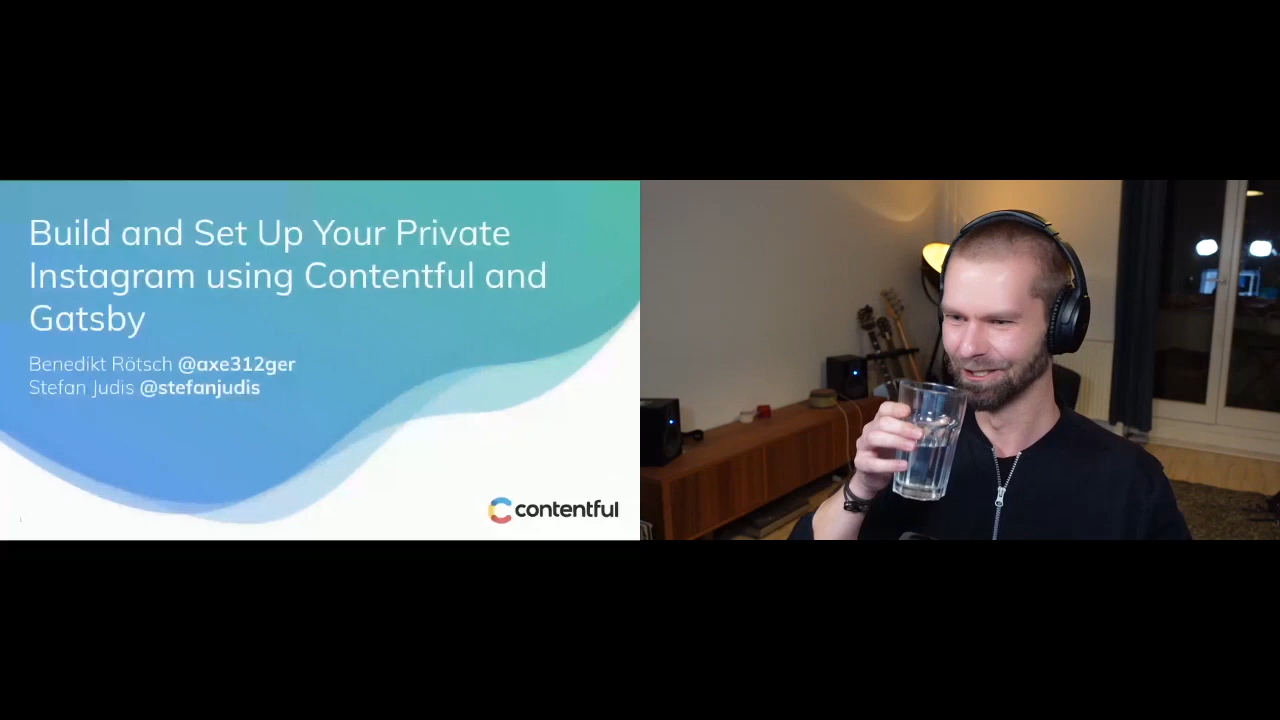 Build and Set Up Your Private
Instagram using Contentful and
Gatsby
Benedikt Rötsch @axe312ger
Stefan Judis @stefanjudis
contentful